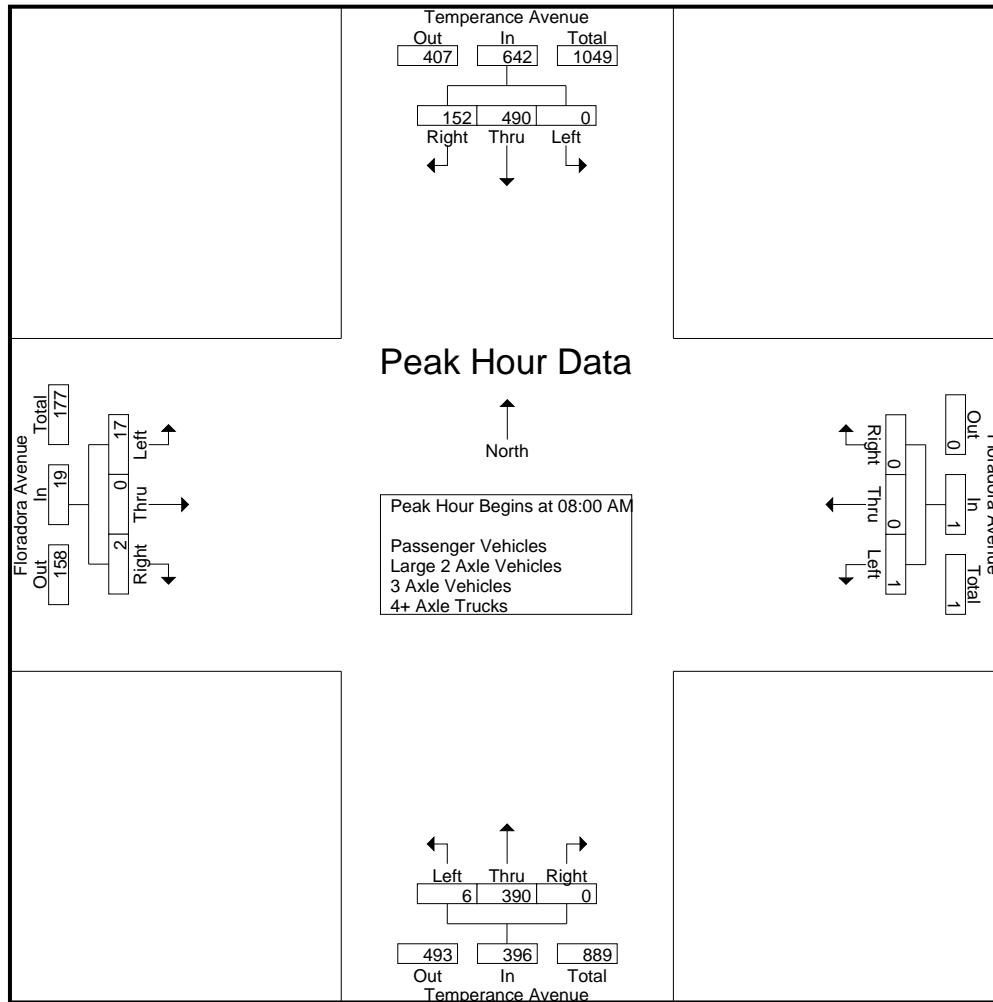 Temperance Avenue
Out In Total
407 642 1049
152 490 0
Right Thru Left
Peak Hour Data
North
Peak Hour Begins at 08:00 AM
Passenger Vehicles
Large 2 Axle Vehicles
3 Axle Vehicles
4+ Axle Trucks
Floradora Avenue
Out In Total
158 19 177
17 0 2
Left Thru Right
Right Thru Left
0 0 1
Out In Total
0 1 1
Floradora Avenue
Left Thru Right
6 390 0
493 396 889
Out In Total
Temperance Avenue